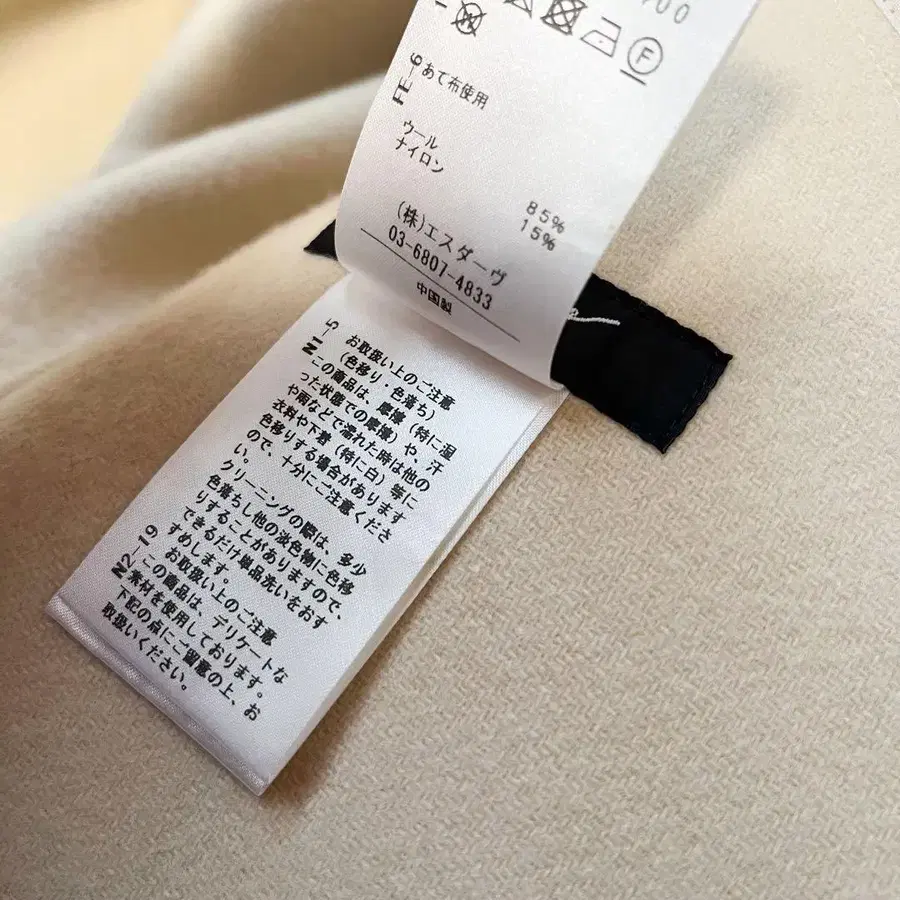 700
F
FE-6
あて布使用
ウール 85%
ナイロン 15%
(株)エスダーヴ
03-6807-4833
中国製
N1-5
お取扱い上のご注意
(色移り・色落ち)
この商品は、摩擦(特に湿
った状態での摩擦)や、汗
や雨などで濡れた時は他の
衣料や下着(特に白)等に
色移りする場合があります
ので、十分にご注意くださ
い。
クリーニングの際は、多少
色落ちし他の淡色物に色移
りすることがありますので、
できるだけ単品洗いをおす
すめします。
N2-19
お取扱い上のご注意
この商品は、デリケートな
素材を使用しております。
下記の点にご留意の上、お
取扱いください。